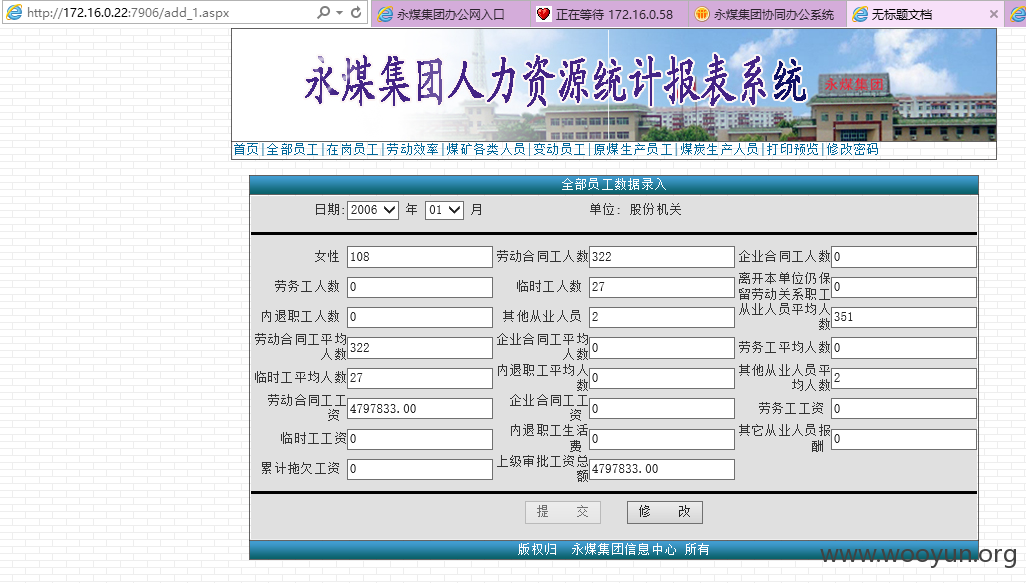 http://172.16.0.22:7906/add_1.aspx
永煤集团办公网入口
正在等待 172.16.0.58
永煤集团协同办公系统
无标题文档
永煤集团人力资源统计报表系统
永煤集团
首页|全部员工|在岗员工|劳动效率|煤矿各类人员|变动员工|原煤生产员工|煤炭生产人员|打印预览|修改密码
全部员工数据录入
日期: 2006 年 01 月 单位: 股份机关
女性 108 劳动合同工人数 322 企业合同工人数 0
劳务工人数 0 临时工人数 27 离开本单位仍保留劳动关系职工 0
内退职工人数 0 其他从业人员 2 从业人员平均人数 351
劳动合同工平均人数 322 企业合同工平均人数 0 劳务工平均人数 0
临时工平均人数 27 内退职工平均人数 0 其他从业人员平均人数 2
劳动合同工工资 4797833.00 企业合同工工资 0 劳务工工资 0
临时工工资 0 内退职工生活费 0 其它从业人员报酬 0
累计拖欠工资 0 上级审批工资总额 4797833.00
提 交 修 改
版权归 永煤集团信息中心 所有
www.wooyun.org